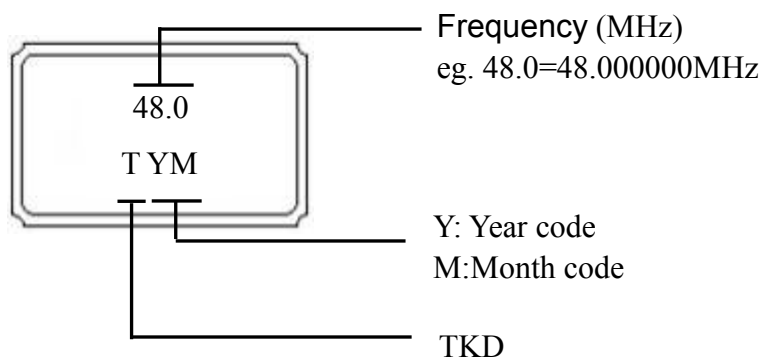 Frequency (MHz)
eg. 48.0=48.000000MHz
48.0
T YM
Y: Year code
M:Month code
TKD